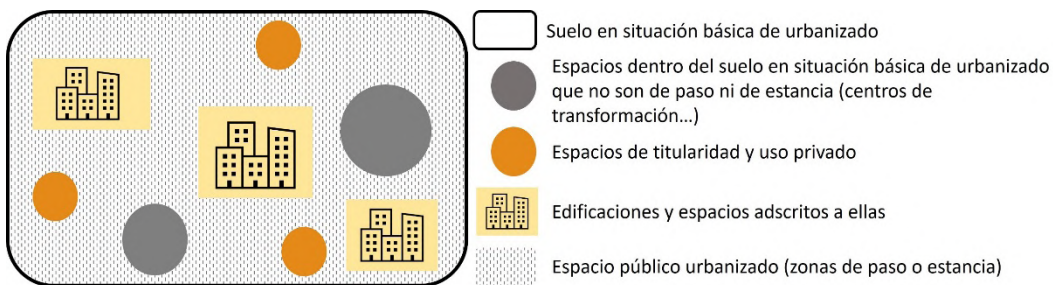 Suelo en situación básica de urbanizado
Espacios dentro del suelo en situación básica de urbanizado
que no son de paso ni de estancia (centros de
transformación...)
Espacios de titularidad y uso privado
Edificaciones y espacios adscritos a ellas
Espacio público urbanizado (zonas de paso o estancia)